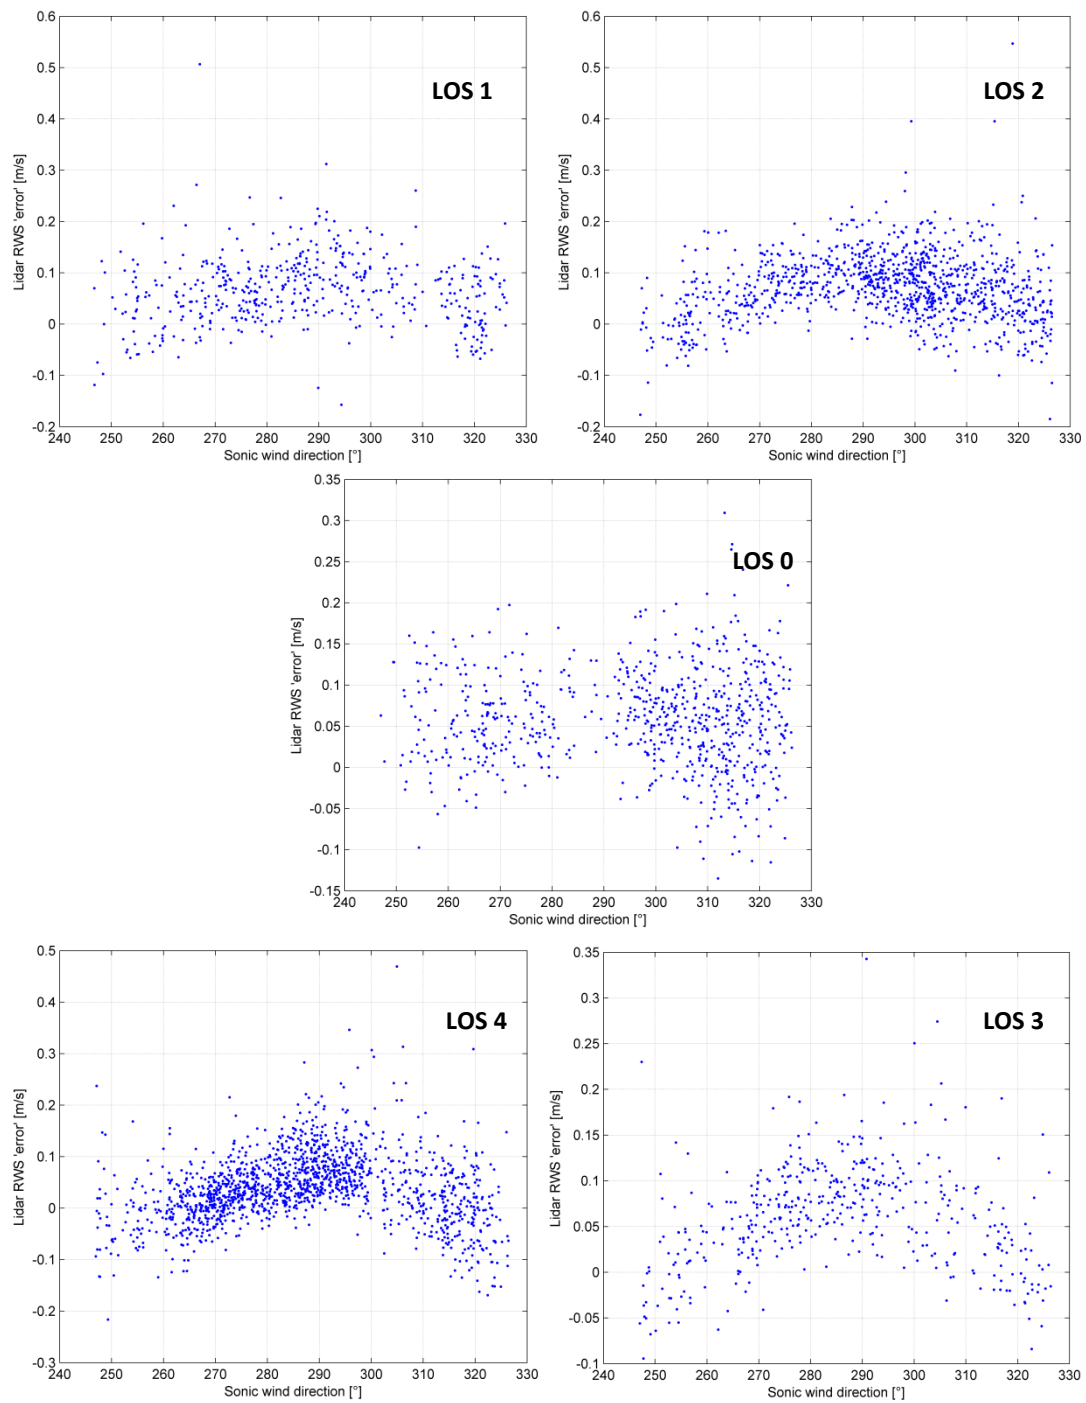 0.6
0.5
0.4
0.3
0.2
0.1
0
-0.1
-0.2
240 250 260 270 280 290 300 310 320 330
Lidar RWS 'error' [m/s]
Sonic wind direction [°]
LOS 1
0.6
0.5
0.4
0.3
0.2
0.1
0
-0.1
-0.2
240 250 260 270 280 290 300 310 320 330
Lidar RWS 'error' [m/s]
Sonic wind direction [°]
LOS 2
0.35
0.3
0.25
0.2
0.15
0.1
0.05
0
-0.05
-0.1
-0.15
240 250 260 270 280 290 300 310 320 330
Lidar RWS 'error' [m/s]
Sonic wind direction [°]
LOS 0
0.5
0.4
0.3
0.2
0.1
0
-0.1
-0.2
-0.3
240 250 260 270 280 290 300 310 320 330
Lidar RWS 'error' [m/s]
Sonic wind direction [°]
LOS 4
0.35
0.3
0.25
0.2
0.15
0.1
0.05
0
-0.05
-0.1
240 250 260 270 280 290 300 310 320 330
Lidar RWS 'error' [m/s]
Sonic wind direction [°]
LOS 3